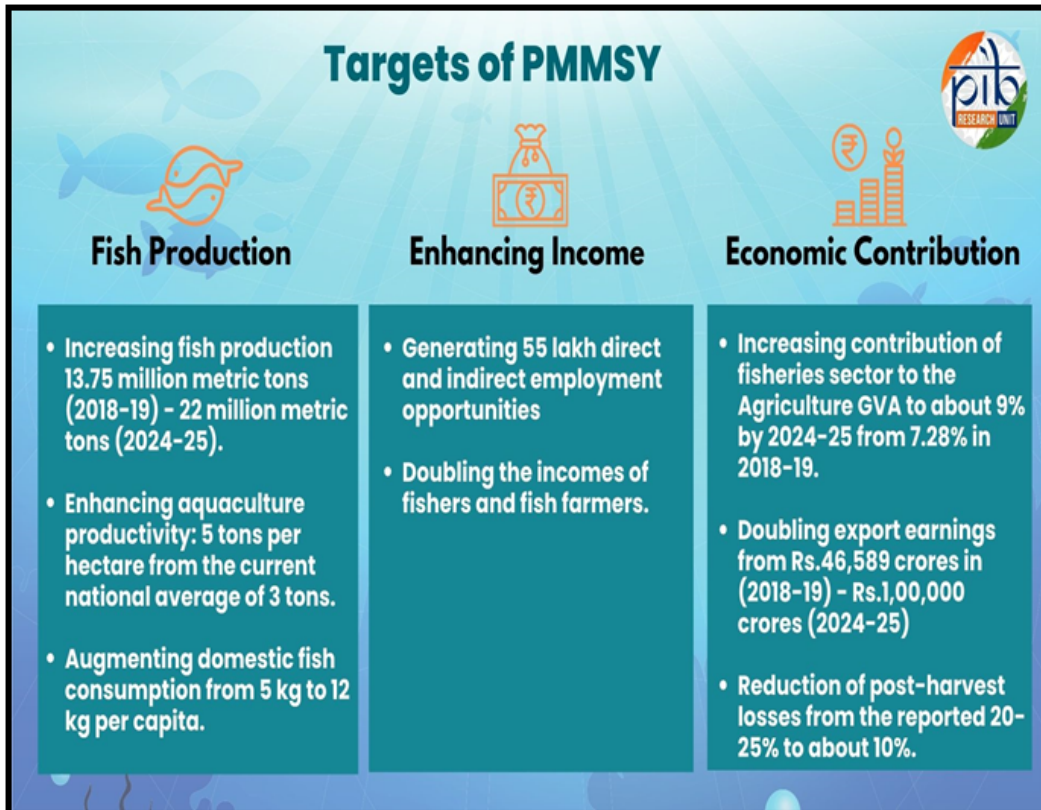 Targets of PMMSY
pib
RESEARCH UNIT
Fish Production
• Increasing fish production
13.75 million metric tons
(2018-19) - 22 million metric
tons (2024-25).
• Enhancing aquaculture
productivity: 5 tons per
hectare from the current
national average of 3 tons.
• Augmenting domestic fish
consumption from 5 kg to 12
kg per capita.
Enhancing Income
• Generating 55 lakh direct
and indirect employment
opportunities
• Doubling the incomes of
fishers and fish farmers.
Economic Contribution
• Increasing contribution of
fisheries sector to the
Agriculture GVA to about 9%
by 2024-25 from 7.28% in
2018-19.
• Doubling export earnings
from Rs.46,589 crores in
(2018-19) - Rs.1,00,000
crores (2024-25)
• Reduction of post-harvest
losses from the reported 20-
25% to about 10%.